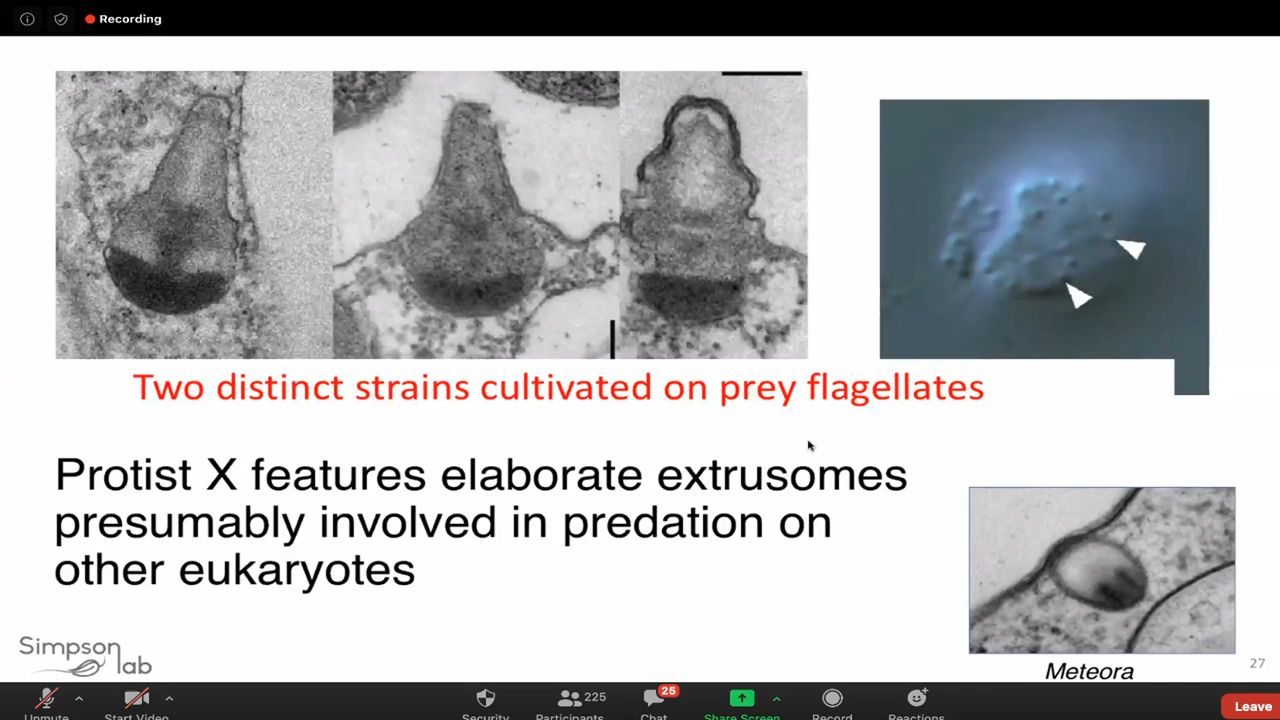 Recording
Two distinct strains cultivated on prey flagellates
Protist X features elaborate extrusomes
presumably involved in predation on
other eukaryotes
Simpson
lab
Meteora
27
Unmute
Start Video
Security
225
Participants
25
Chat
Share Screen
Record
Reactions
Leave